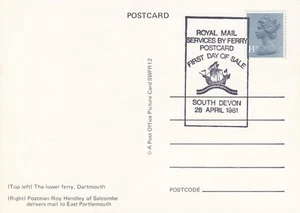 POSTCARD
ROYAL MAIL
SERVICES BY FERRY
POSTCARD
FIRST DAY OF SALE
SOUTH DEVON
28 APRIL 1981
© A Post Office Picture Card SWPR 12
(Top left) The lower ferry, Dartmouth
(Right) Postman Roy Hendley of Salcombe
delivers mail to East Portlemouth
POSTCODE